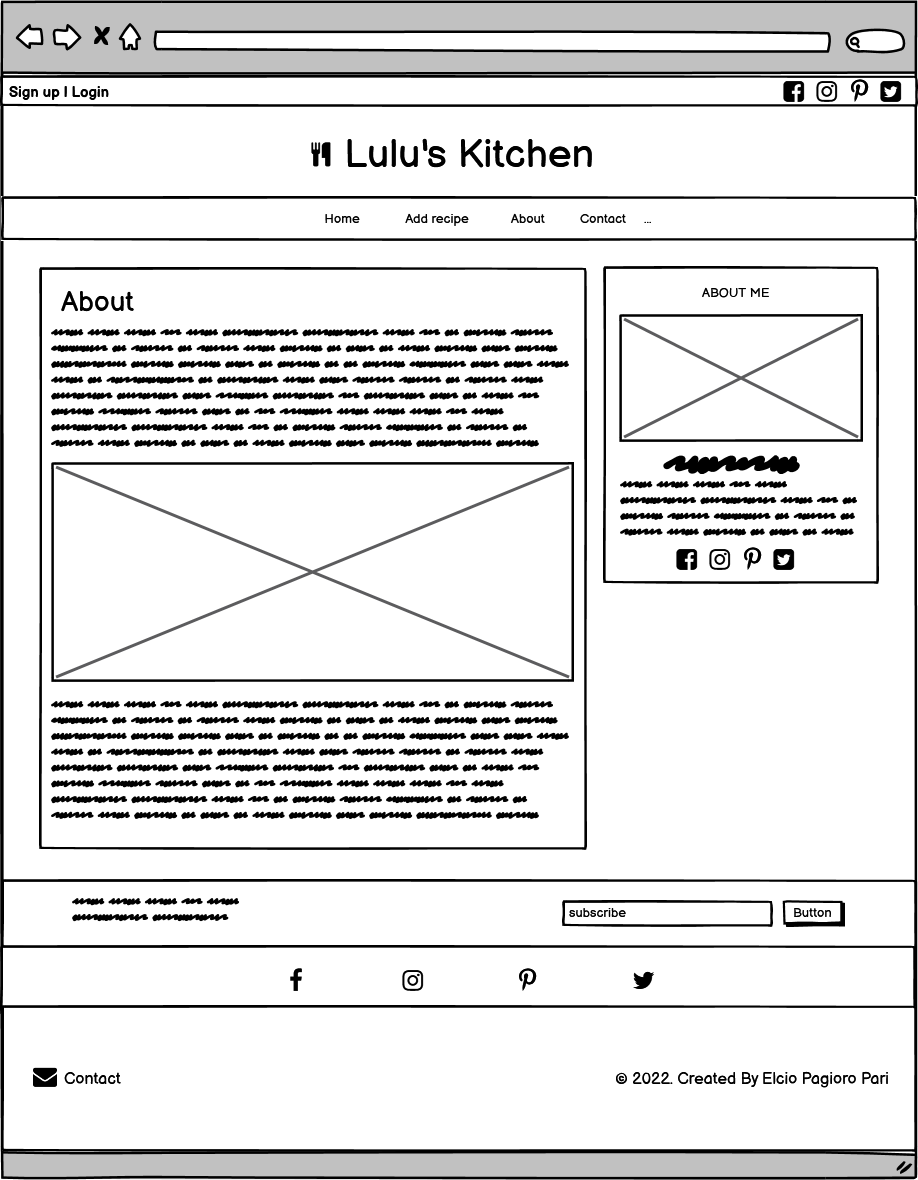 Sign up | Login
Lulu's Kitchen
Home Add recipe About Contact ...
About
ABOUT ME
subscribe
Button
Contact
© 2022. Created By Elcio Pagioro Pari